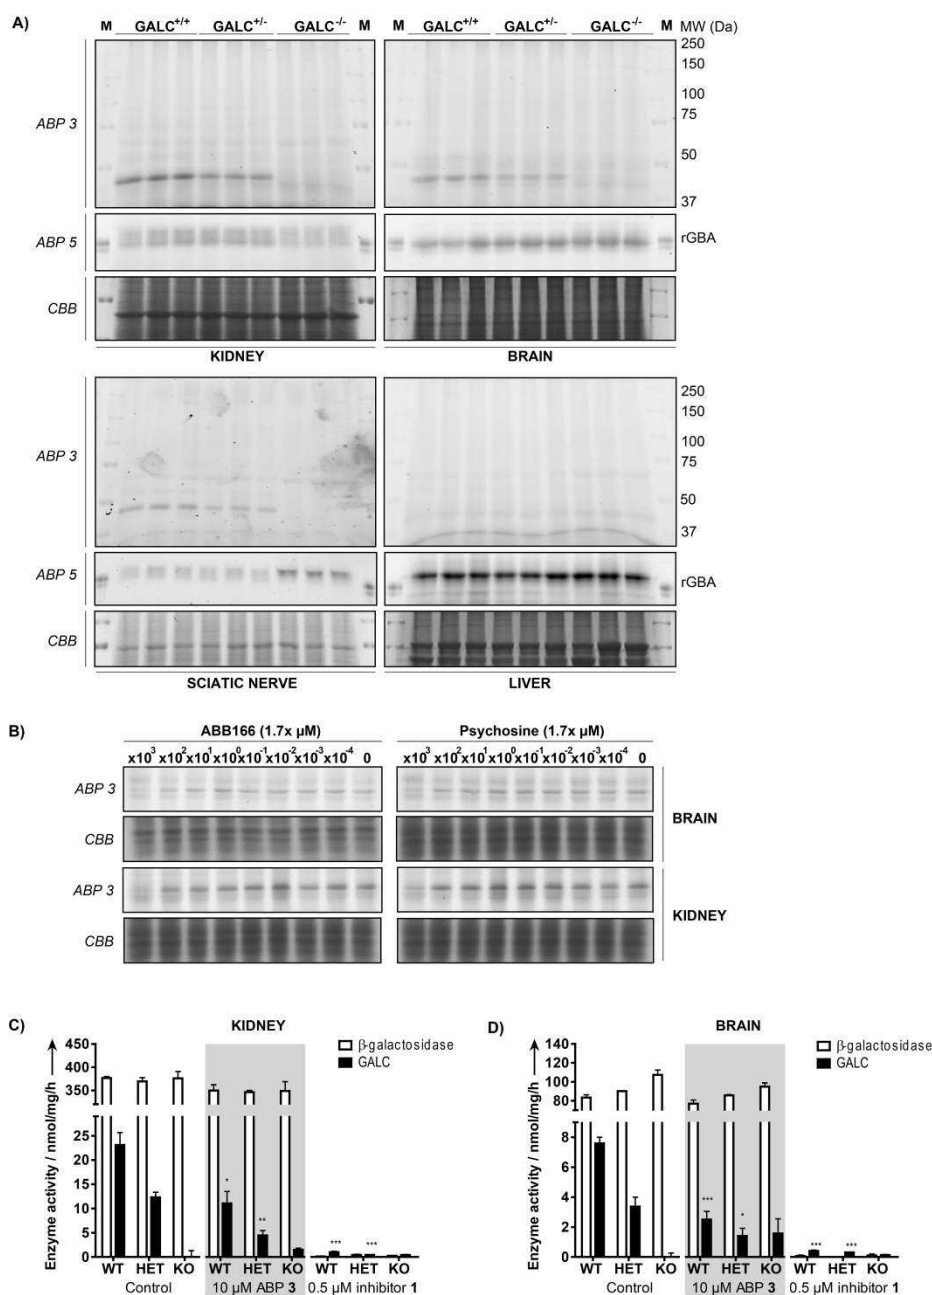 A)
M GALC+/+ GALC+/- GALC-/- M M GALC+/+ GALC+/- GALC-/- M MW (Da)
250
150
100
ABP 3
75
50
37
ABP 5 rGBA
CBB
KIDNEY BRAIN
250
150
100
ABP 3
75
50
37
ABP 5 rGBA
CBB
SCIATIC NERVE LIVER
B)
ABB166 (1.7x µM) Psychosine (1.7x µM)
x10³ x10² x10¹ x10⁰ x10⁻¹ x10⁻² x10⁻³ x10⁻⁴ 0 x10³ x10² x10¹ x10⁰ x10⁻¹ x10⁻² x10⁻³ x10⁻⁴ 0
ABP 3
BRAIN
CBB
ABP 3
KIDNEY
CBB
C) KIDNEY D) BRAIN
Enzyme activity / nmol/mg/h
450
400
350
300
25
20
15
10
5
0
β-galactosidase
GALC
* ** *** ***
WT HET KO WT HET KO WT HET KO
Control 10 µM ABP 3 0.5 µM inhibitor 1
Enzyme activity / nmol/mg/h
140
120
100
80
8
6
4
2
0
β-galactosidase
GALC
*** * *** ***
WT HET KO WT HET KO WT HET KO
Control 10 µM ABP 3 0.5 µM inhibitor 1